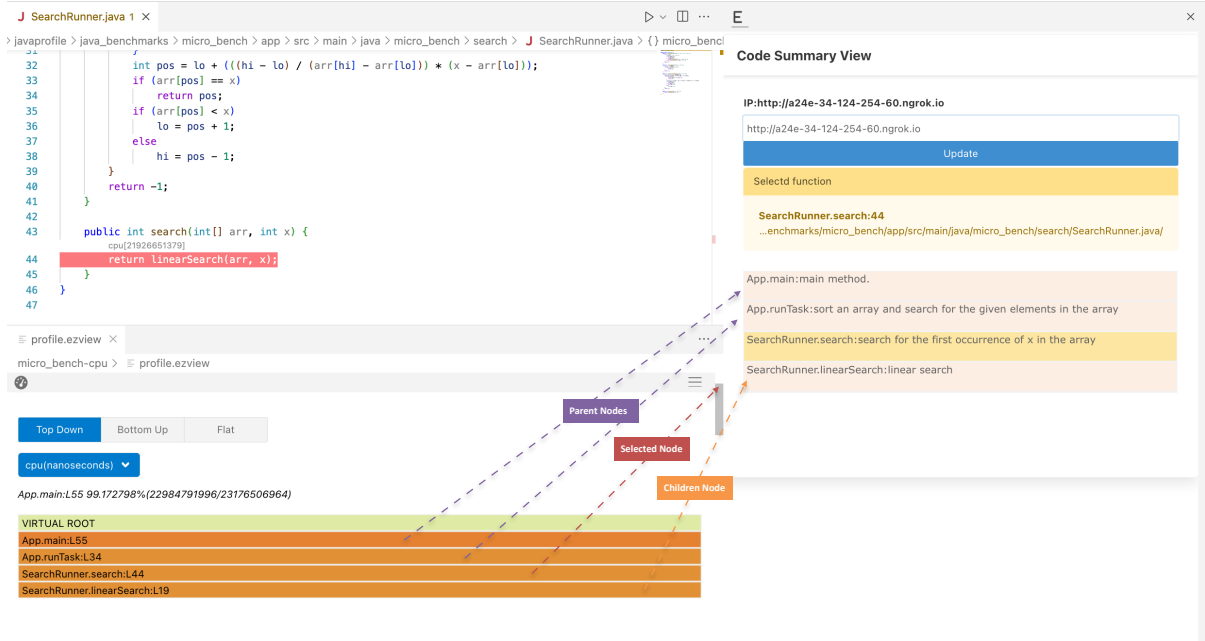 J SearchRunner.java 1 ×
E
> javaprofile > java_benchmarks > micro_bench > app > src > main > java > micro_bench > search > J SearchRunner.java > {} micro_benc
31 }
32 int pos = lo + (((hi - lo) / (arr[hi] - arr[lo])) * (x - arr[lo]));
33 if (arr[pos] == x)
34 return pos;
35 if (arr[pos] < x)
36 lo = pos + 1;
37 else
38 hi = pos - 1;
39 }
40 return -1;
41 }
42
43 public int search(int[] arr, int x) {
cpu[21926651379]
44 return linearSearch(arr, x);
45 }
46 }
47
profile.ezview ×
micro_bench-cpu > profile.ezview
Top Down Bottom Up Flat
cpu(nanoseconds)
App.main:L55 99.172798%(22984791996/23176506964)
VIRTUAL ROOT
App.main:L55
App.runTask:L34
SearchRunner.search:L44
SearchRunner.linearSearch:L19
Parent Nodes
Selected Node
Children Node
Code Summary View
IP:http://a24e-34-124-254-60.ngrok.io
http://a24e-34-124-254-60.ngrok.io
Update
Selectd function
SearchRunner.search:44
...enchmarks/micro_bench/app/src/main/java/micro_bench/search/SearchRunner.java/
App.main:main method.
App.runTask:sort an array and search for the given elements in the array
SearchRunner.search:search for the first occurrence of x in the array
SearchRunner.linearSearch:linear search